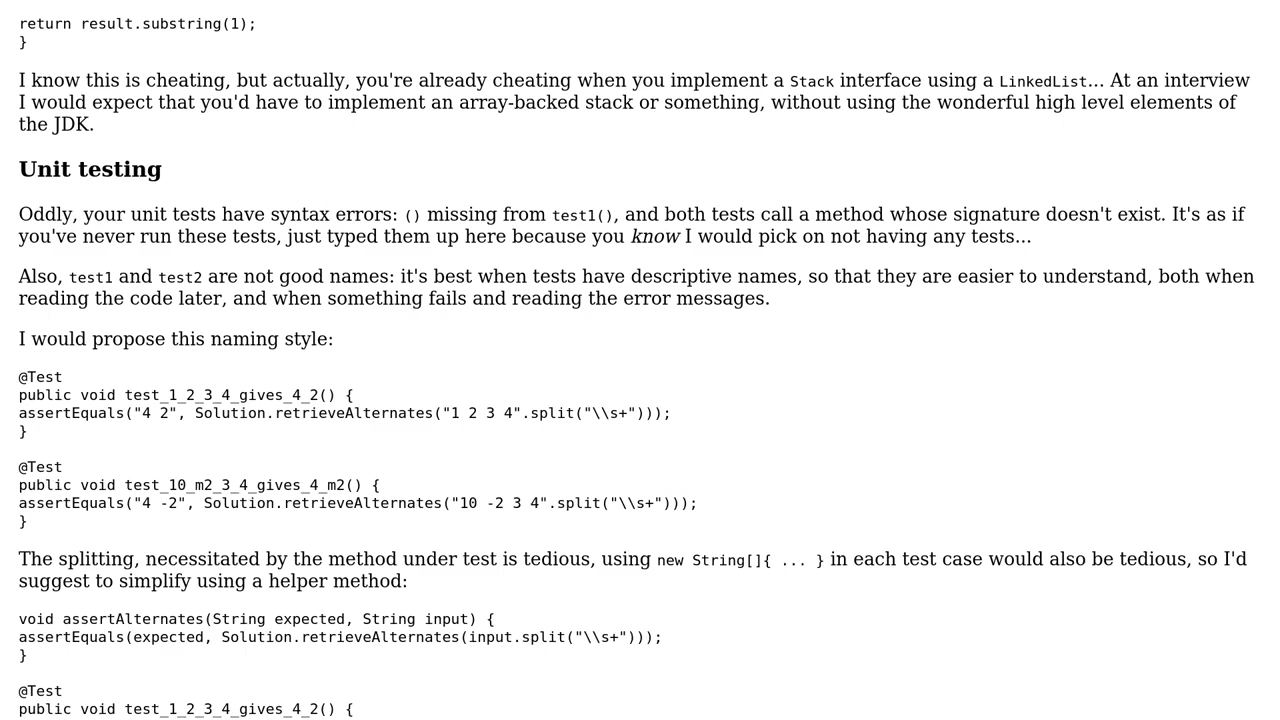 return result.substring(1);
}
I know this is cheating, but actually, you're already cheating when you implement a Stack interface using a LinkedList... At an interview
I would expect that you'd have to implement an array-backed stack or something, without using the wonderful high level elements of
the JDK.
Unit testing
Oddly, your unit tests have syntax errors: () missing from test1(), and both tests call a method whose signature doesn't exist. It's as if
you've never run these tests, just typed them up here because you know I would pick on not having any tests...
Also, test1 and test2 are not good names: it's best when tests have descriptive names, so that they are easier to understand, both when
reading the code later, and when something fails and reading the error messages.
I would propose this naming style:
@Test
public void test_1_2_3_4_gives_4_2() {
assertEquals("4 2", Solution.retrieveAlternates("1 2 3 4".split("\\s+")));
}
@Test
public void test_10_m2_3_4_gives_4_m2() {
assertEquals("4 -2", Solution.retrieveAlternates("10 -2 3 4".split("\\s+")));
}
The splitting, necessitated by the method under test is tedious, using new String[]{ ... } in each test case would also be tedious, so I'd
suggest to simplify using a helper method:
void assertAlternates(String expected, String input) {
assertEquals(expected, Solution.retrieveAlternates(input.split("\\s+")));
}
@Test
public void test_1_2_3_4_gives_4_2() {